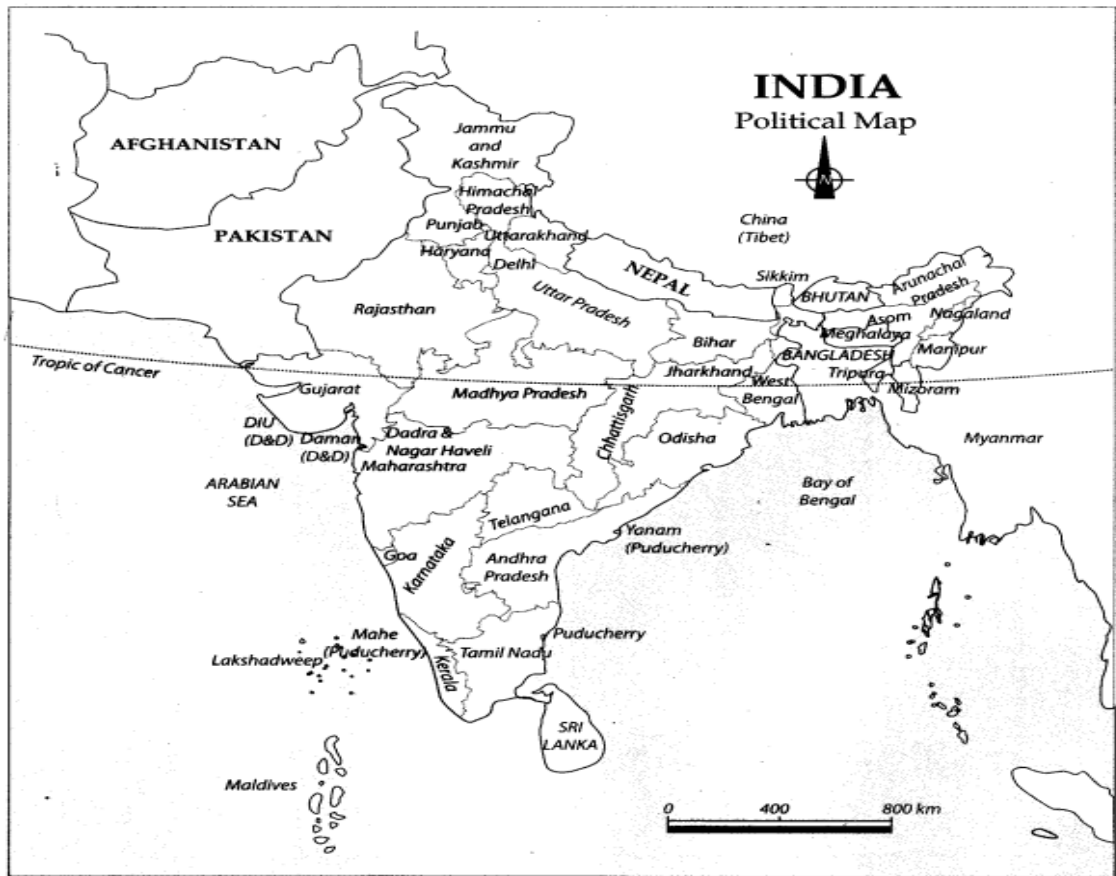 INDIA
Political Map
N
AFGHANISTAN
Jammu
and
Kashmir
Himachal
Pradesh
PAKISTAN
Punjab
Uttarakhand
Haryana
Delhi
China
(Tibet)
NEPAL
Sikkim
BHUTAN
Arunachal
Pradesh
Rajasthan
Uttar Pradesh
Asom
Nagaland
Meghalaya
Bihar
Manipur
BANGLADESH
Tropic of Cancer
Jharkhand
Tripura
Gujarat
Madhya Pradesh
West
Bengal
Mizoram
DIU
(D&D)
Daman
(D&D)
Dadra &
Nagar Haveli
Maharashtra
Chhattisgarh
Odisha
Myanmar
ARABIAN
SEA
Bay of
Bengal
Telangana
Yanam
(Puducherry)
Goa
Karnataka
Andhra
Pradesh
Mahe
(Puducherry)
Puducherry
Lakshadweep
Kerala
Tamil Nadu
SRI
LANKA
Maldives
0 400 800 km